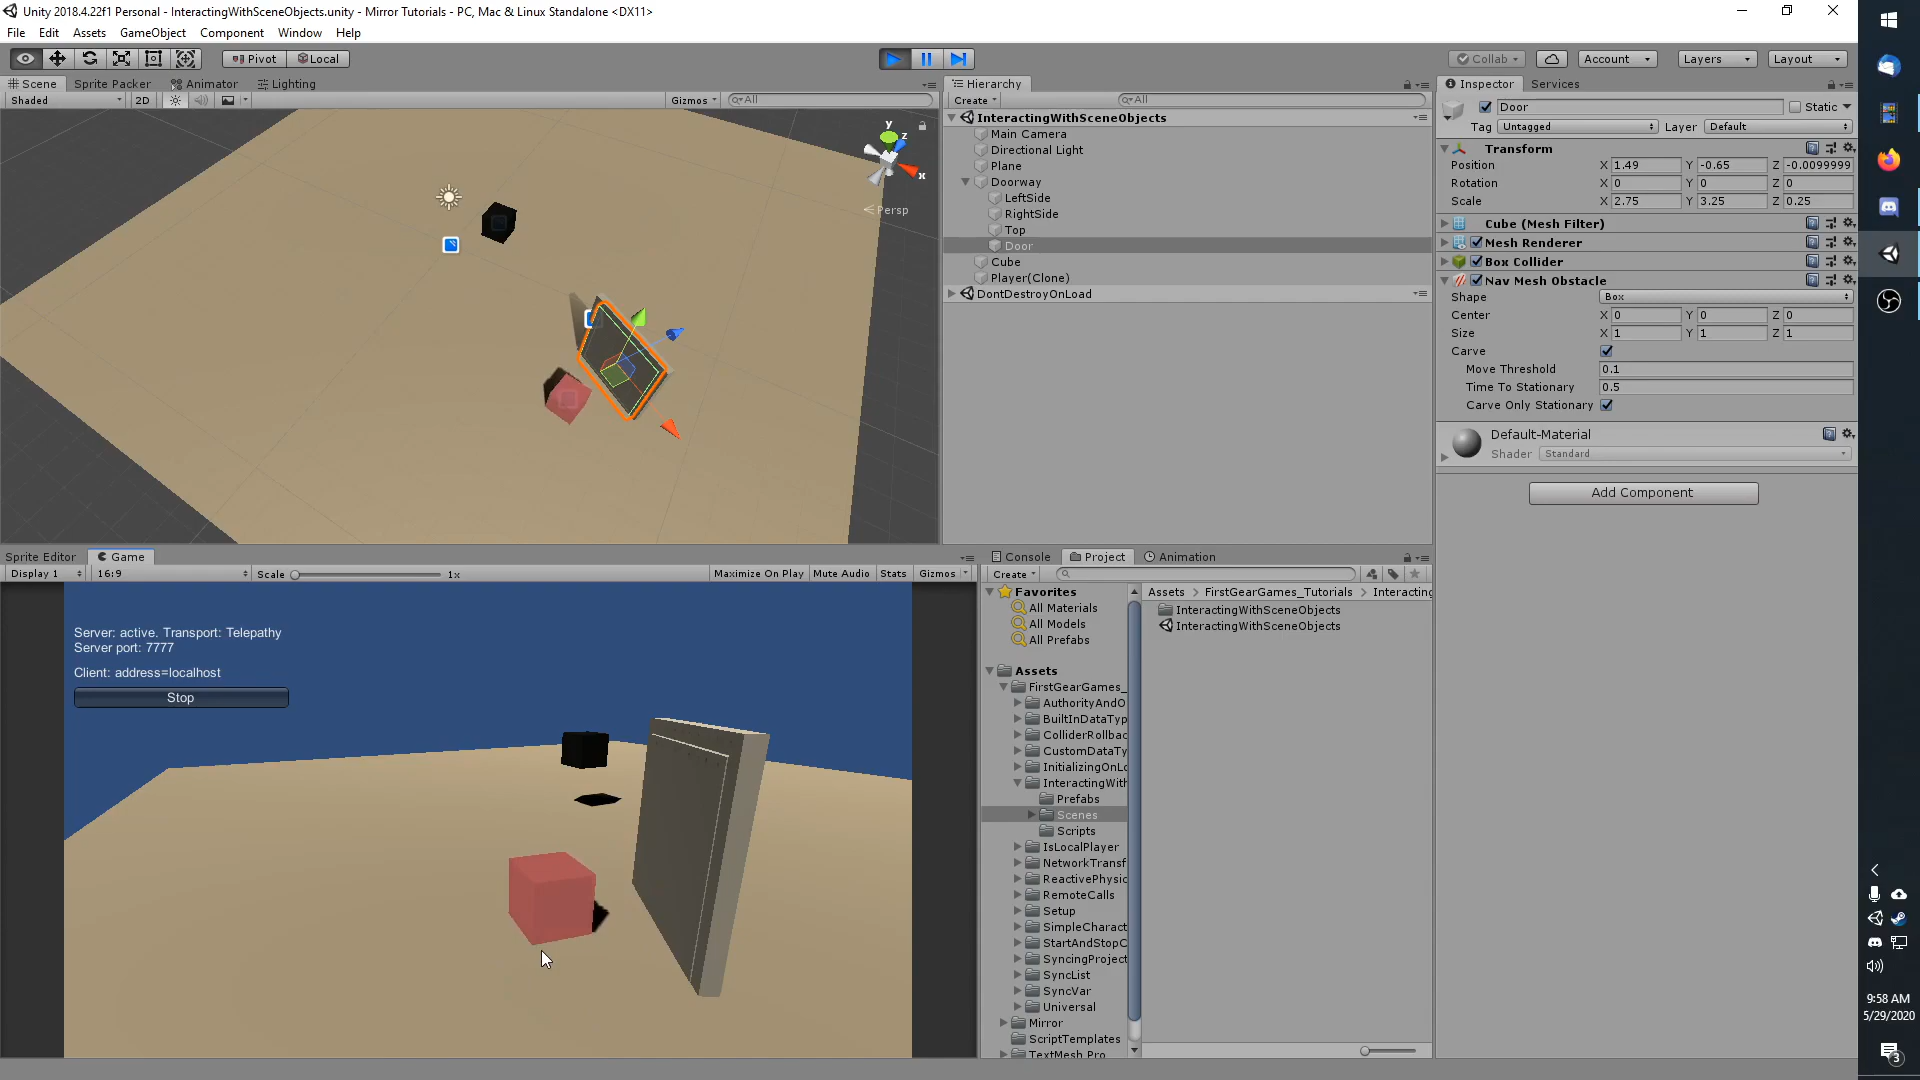 Unity 2018.4.22f1 Personal - InteractingWithSceneObjects.unity - Mirror Tutorials - PC, Mac & Linux Standalone <DX11>
File Edit Assets GameObject Component Window Help
Pivot Local Collab Account Layers Layout
Scene Sprite Packer Animator Lighting
Shaded 2D Gizmos All
y
z
x
Persp
Hierarchy
Create All
InteractingWithSceneObjects
Main Camera
Directional Light
Plane
Doorway
LeftSide
RightSide
Top
Door
Cube
Player(Clone)
DontDestroyOnLoad
Inspector Services
Door Static
Tag Untagged Layer Default
Transform
Position X 1.49 Y -0.65 Z -0.0099999
Rotation X 0 Y 0 Z 0
Scale X 2.75 Y 3.25 Z 0.25
Cube (Mesh Filter)
Mesh Renderer
Box Collider
Nav Mesh Obstacle
Shape Box
Center X 0 Y 0 Z 0
Size X 1 Y 1 Z 1
Carve
Move Threshold 0.1
Time To Stationary 0.5
Carve Only Stationary
Default-Material
Shader Standard
Add Component
Sprite Editor Game
Display 1 16:9 Scale 1x Maximize On Play Mute Audio Stats Gizmos
Server: active. Transport: Telepathy
Server port: 7777
Client: address=localhost
Stop
Console Project Animation
Create
Favorites
All Materials
All Models
All Prefabs
Assets
FirstGearGames_
AuthorityAndO
BuiltInDataTyp
ColliderRollbac
CustomDataTy
InitializingOnLo
InteractingWith
Prefabs
Scenes
Scripts
IsLocalPlayer
NetworkTransf
ReactivePhysic
RemoteCalls
Setup
SimpleCharact
StartAndStopC
SyncingProject
SyncList
SyncVar
Universal
Mirror
ScriptTemplates
TextMesh Pro
Assets > FirstGearGames_Tutorials > Interacting
InteractingWithSceneObjects
InteractingWithSceneObjects
9:58 AM
5/29/2020
3